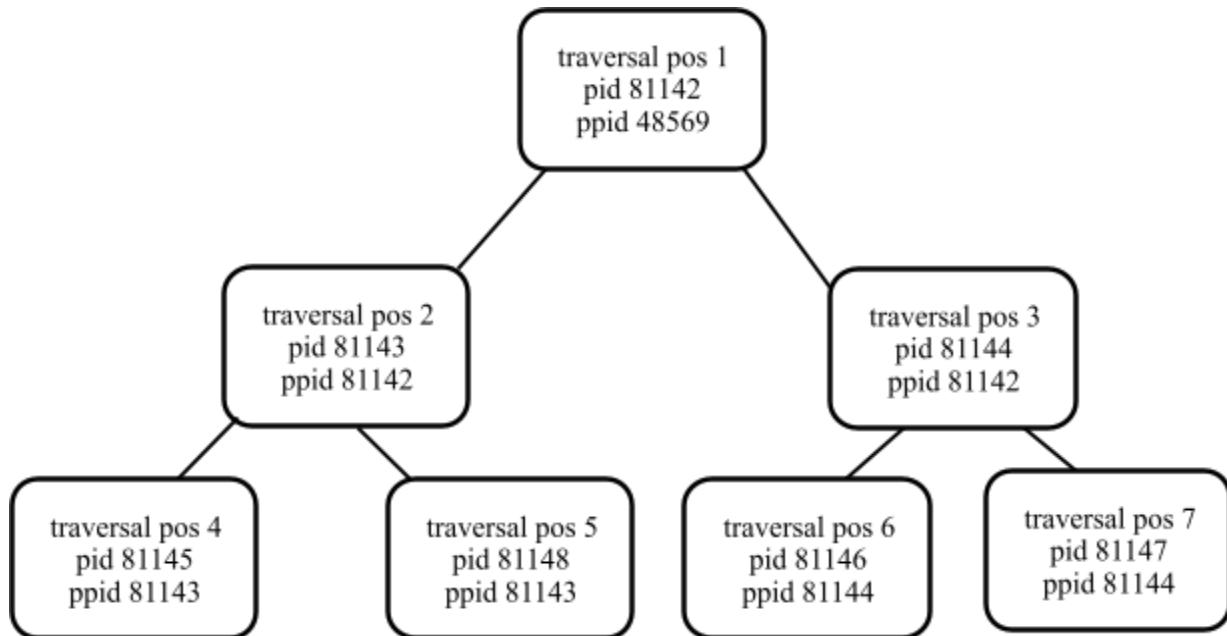 traversal pos 1
pid 81142
ppid 48569
traversal pos 2
pid 81143
ppid 81142
traversal pos 3
pid 81144
ppid 81142
traversal pos 4
pid 81145
ppid 81143
traversal pos 5
pid 81148
ppid 81143
traversal pos 6
pid 81146
ppid 81144
traversal pos 7
pid 81147
ppid 81144